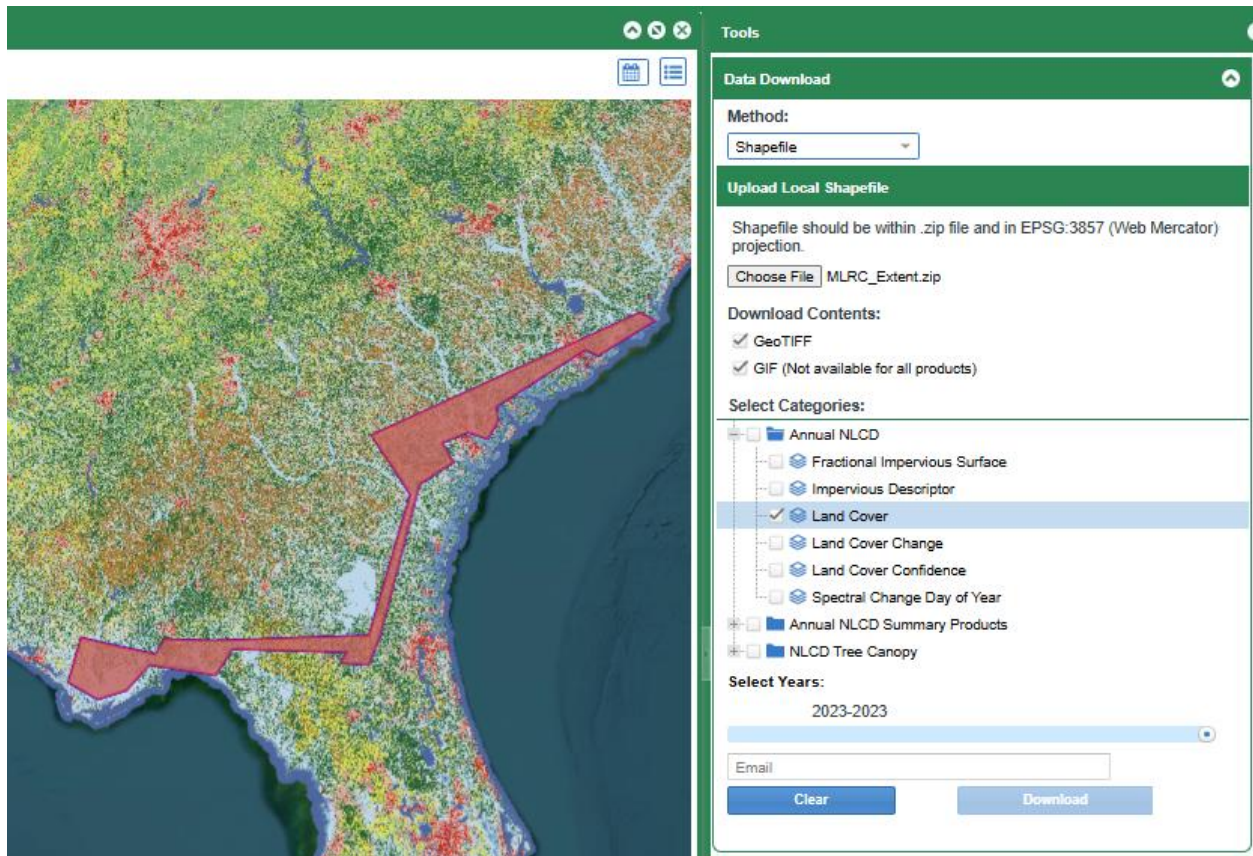 Tools
Data Download
Method:
Shapefile
Upload Local Shapefile
Shapefile should be within .zip file and in EPSG:3857 (Web Mercator)
projection.
Choose File MLRC_Extent.zip
Download Contents:
GeoTIFF
GIF (Not available for all products)
Select Categories:
Annual NLCD
Fractional Impervious Surface
Impervious Descriptor
Land Cover
Land Cover Change
Land Cover Confidence
Spectral Change Day of Year
Annual NLCD Summary Products
NLCD Tree Canopy
Select Years:
2023-2023
Email
Clear Download